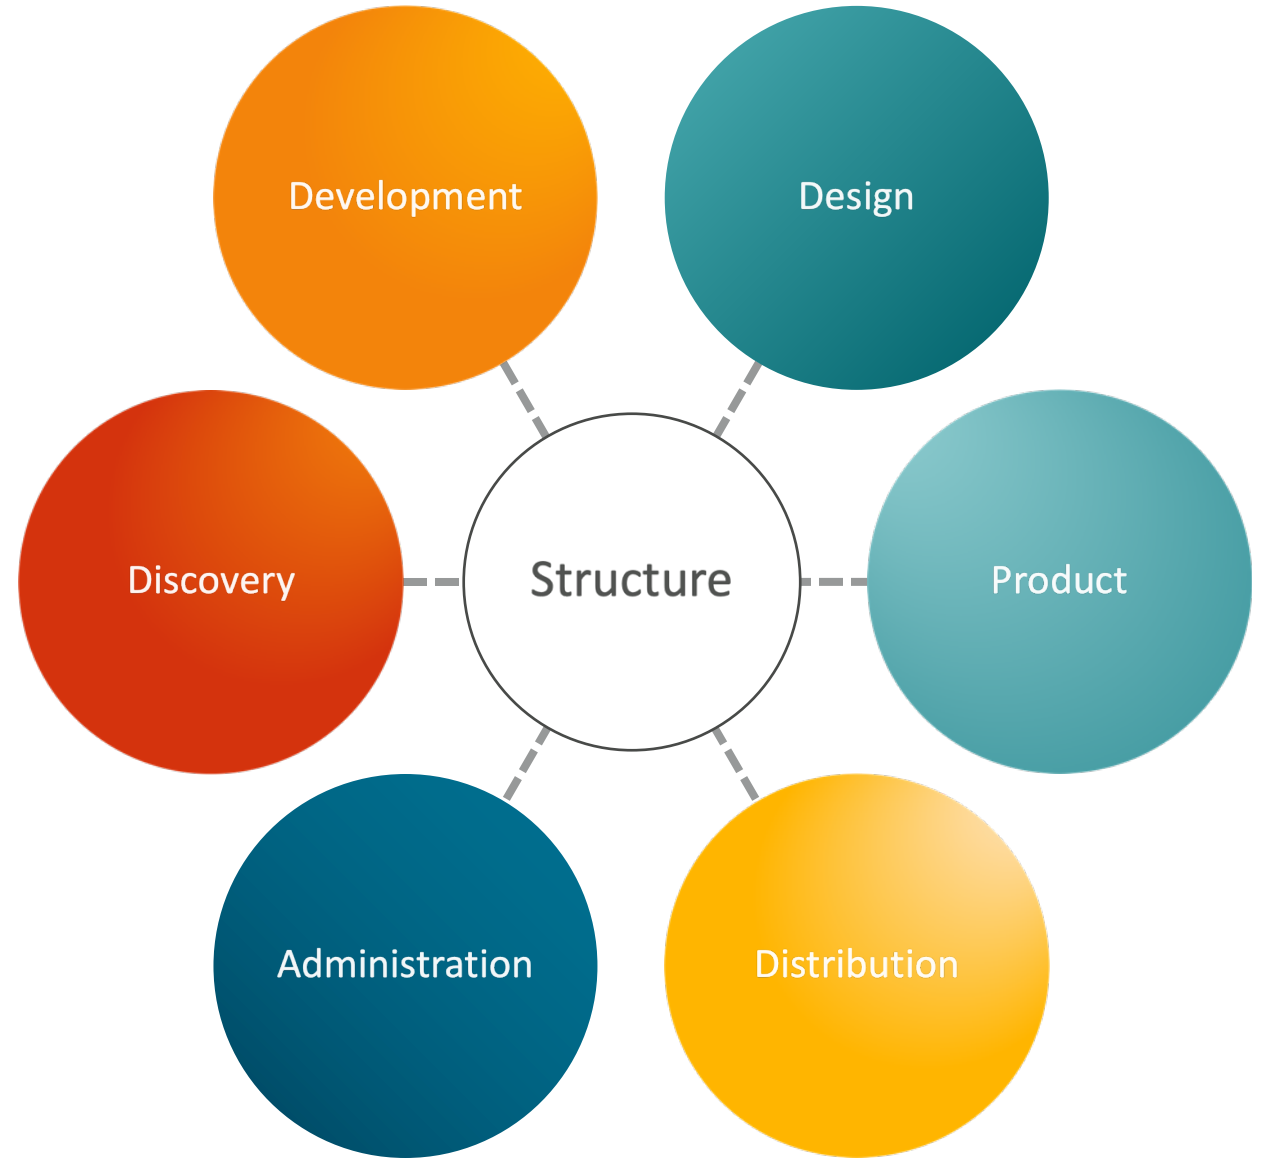 Development
Design
Discovery
Structure
Product
Administration
Distribution